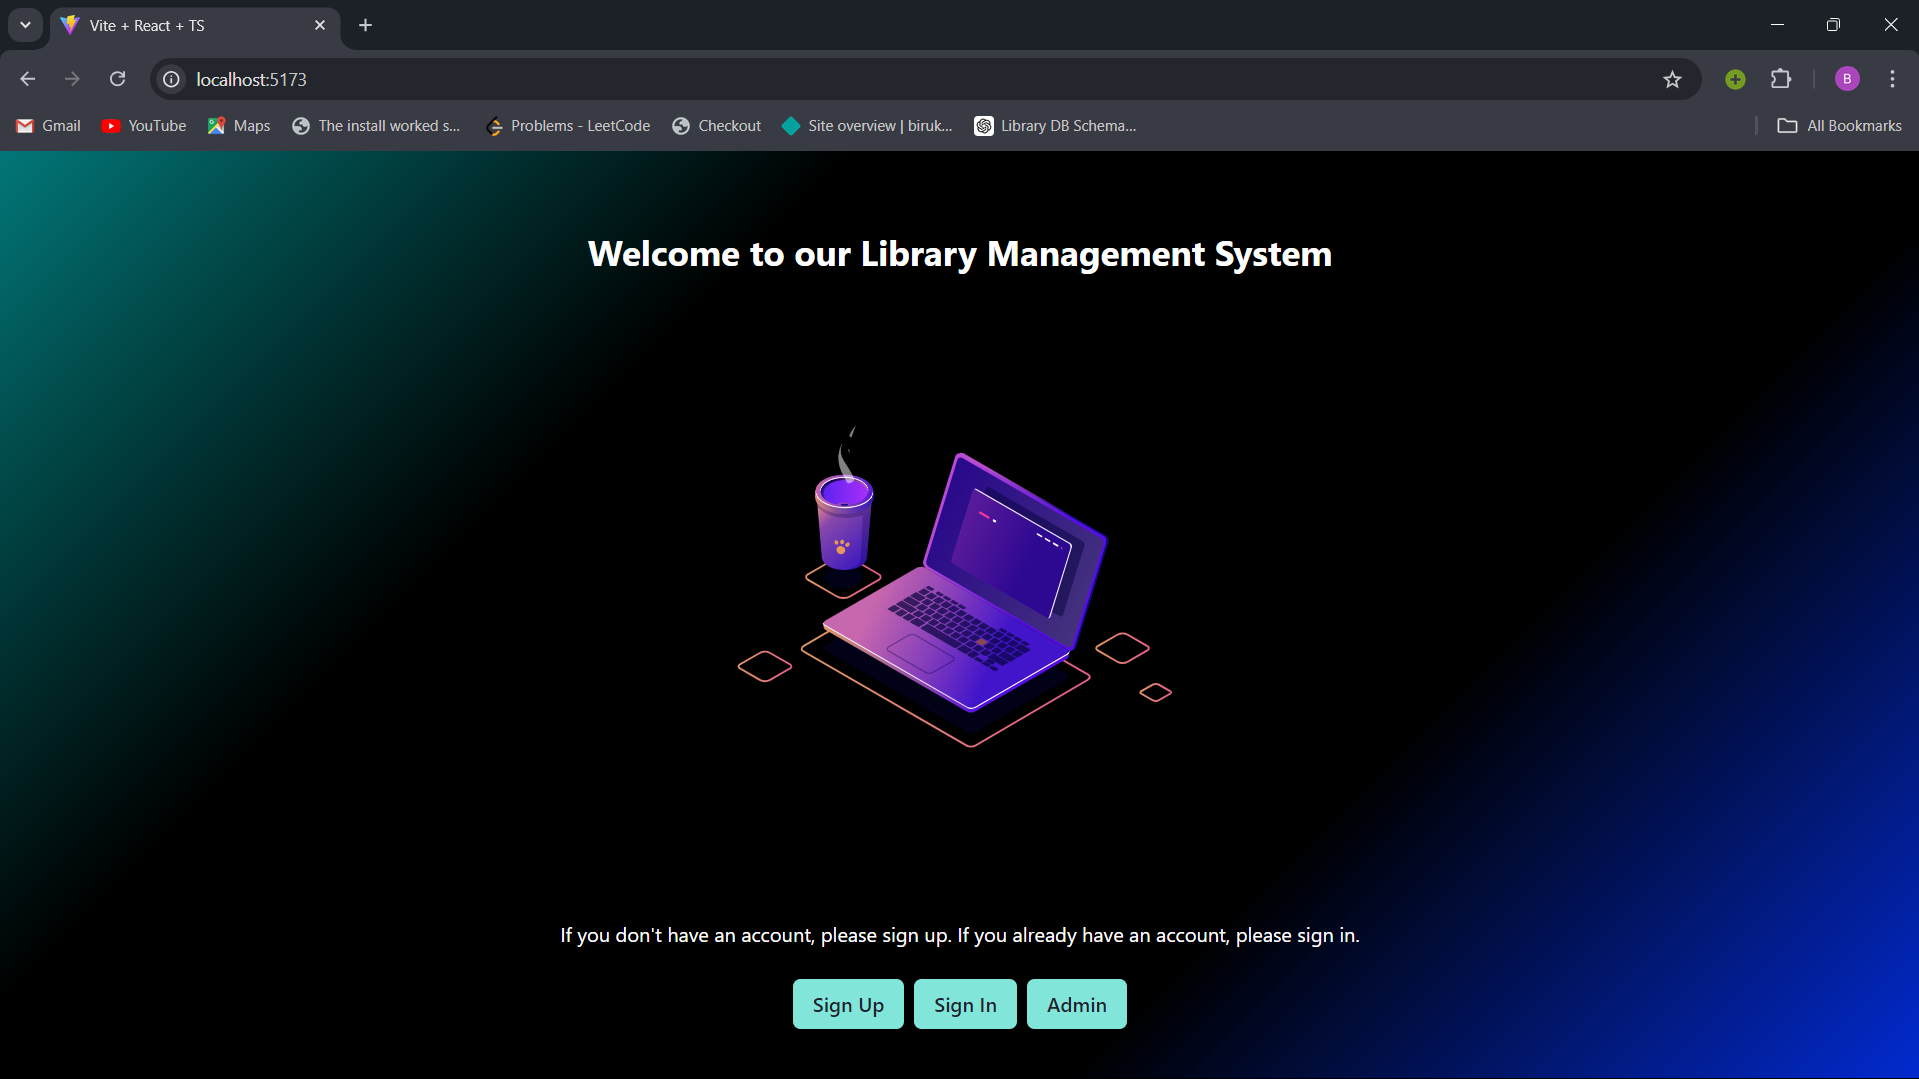 Vite + React + TS
localhost:5173
B
Gmail
YouTube
Maps
The install worked s...
Problems - LeetCode
Checkout
Site overview | biruk...
Library DB Schema...
All Bookmarks
Welcome to our Library Management System
If you don't have an account, please sign up. If you already have an account, please sign in.
Sign Up
Sign In
Admin